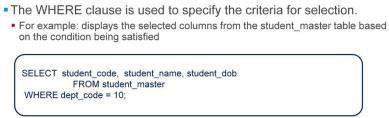 The WHERE clause is used to specify the criteria for selection.
For example: displays the selected columns from the student_master table based
on the condition being satisfied
SELECT student_code, student_name, student_dob
FROM student_master
WHERE dept_code = 10;